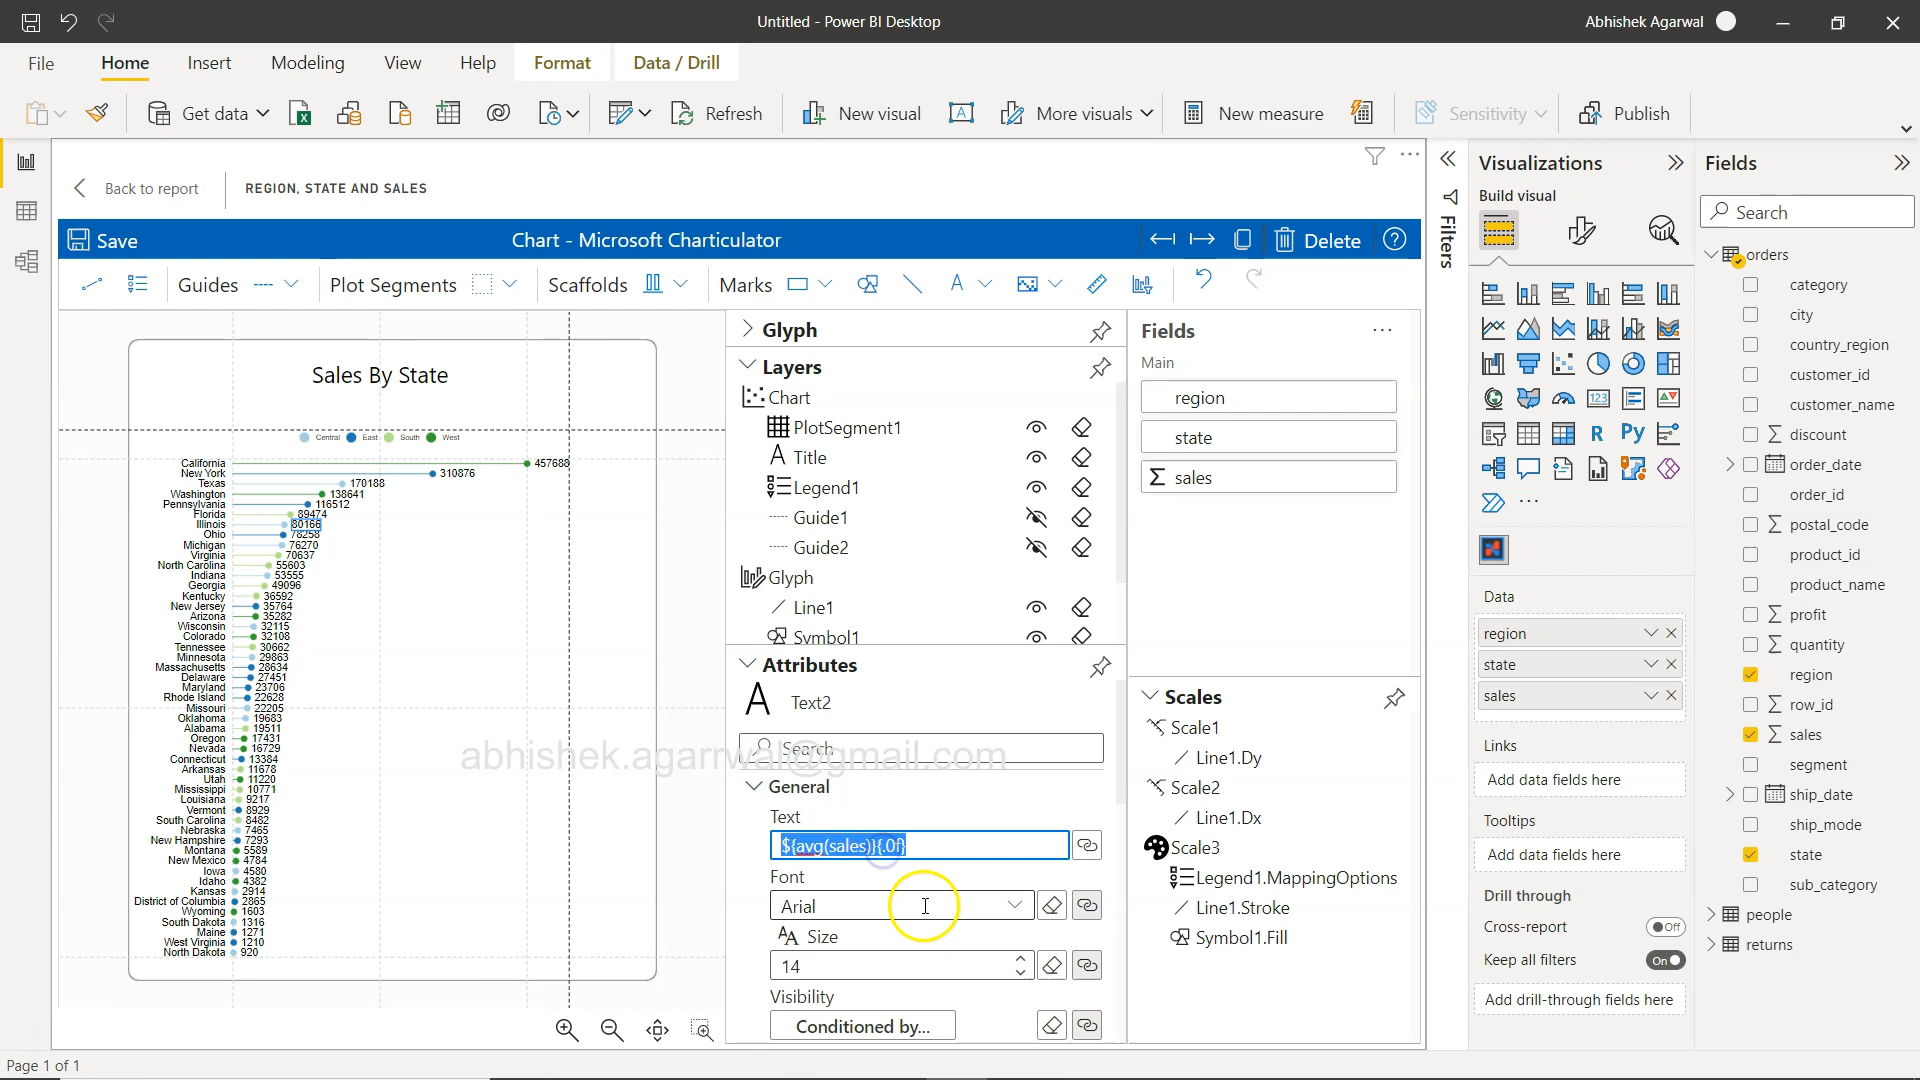 Untitled - Power BI Desktop
Abhishek Agarwal
File Home Insert Modeling View Help Format Data / Drill
Get data Refresh New visual More visuals New measure Sensitivity Publish
Back to report REGION, STATE AND SALES
Save Chart - Microsoft Charticulator Delete
Guides Plot Segments Scaffolds Marks
Sales By State
Central East South West
California 457688
New York 310876
Texas 170188
Washington 138641
Pennsylvania 116512
Florida 89474
Illinois 80166
Ohio 78258
Michigan 76270
Virginia 70637
North Carolina 55603
Indiana 53555
Georgia 49096
Kentucky 36592
New Jersey 35764
Arizona 35282
Wisconsin 32115
Colorado 32108
Tennessee 30662
Minnesota 29863
Massachusetts 28634
Delaware 27451
Maryland 23706
Rhode Island 22628
Missouri 22205
Oklahoma 19683
Alabama 19511
Oregon 17431
Nevada 16729
Connecticut 13384
Arkansas 11678
Utah 11220
Mississippi 10771
Louisiana 9217
Vermont 8929
South Carolina 8482
Nebraska 7465
New Hampshire 7293
Montana 5589
New Mexico 4784
Iowa 4580
Idaho 4382
Kansas 2914
District of Columbia 2865
Wyoming 1603
South Dakota 1316
Maine 1271
West Virginia 1210
North Dakota 920
Glyph
Layers
Chart
PlotSegment1
Title
Legend1
Guide1
Guide2
Glyph
Line1
Symbol1
Attributes
Text2
Search
abhishek.agarrwal@gmail.com
General
Text
${avg(sales)}{.0f}
Font
Arial
Size
14
Visibility
Conditioned by...
Fields
Main
region
state
sales
Scales
Scale1
Line1.Dy
Scale2
Line1.Dx
Scale3
Legend1.MappingOptions
Line1.Stroke
Symbol1.Fill
Filters
Visualizations
Build visual
Data
region
state
sales
Links
Add data fields here
Tooltips
Add data fields here
Drill through
Cross-report Off
Keep all filters On
Add drill-through fields here
Fields
Search
orders
category
city
country_region
customer_id
customer_name
discount
order_date
order_id
postal_code
product_id
product_name
profit
quantity
region
row_id
sales
segment
ship_date
ship_mode
state
sub_category
people
returns
Page 1 of 1